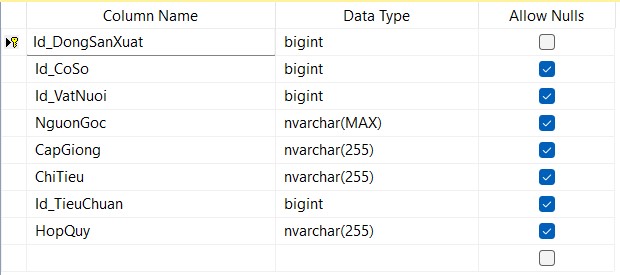 Column Name Data Type Allow Nulls
Id_DongSanXuat bigint
Id_CoSo bigint
Id_VatNuoi bigint
NguonGoc nvarchar(MAX)
CapGiong nvarchar(255)
ChiTieu nvarchar(255)
Id_TieuChuan bigint
HopQuy nvarchar(255)